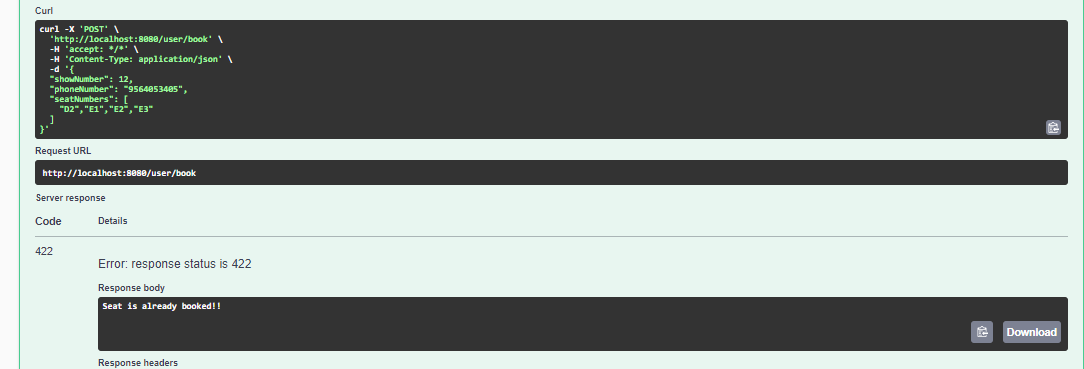 Curl
curl -X 'POST' \
'http://localhost:8080/user/book' \
-H 'accept: */*' \
-H 'Content-Type: application/json' \
-d '{
"showNumber": 12,
"phoneNumber": "9564053405",
"seatNumbers": [
"D2","E1","E2","E3"
]
}'
Request URL
http://localhost:8080/user/book
Server response
Code Details
422
Error: response status is 422
Response body
Seat is already booked!!
Download
Response headers